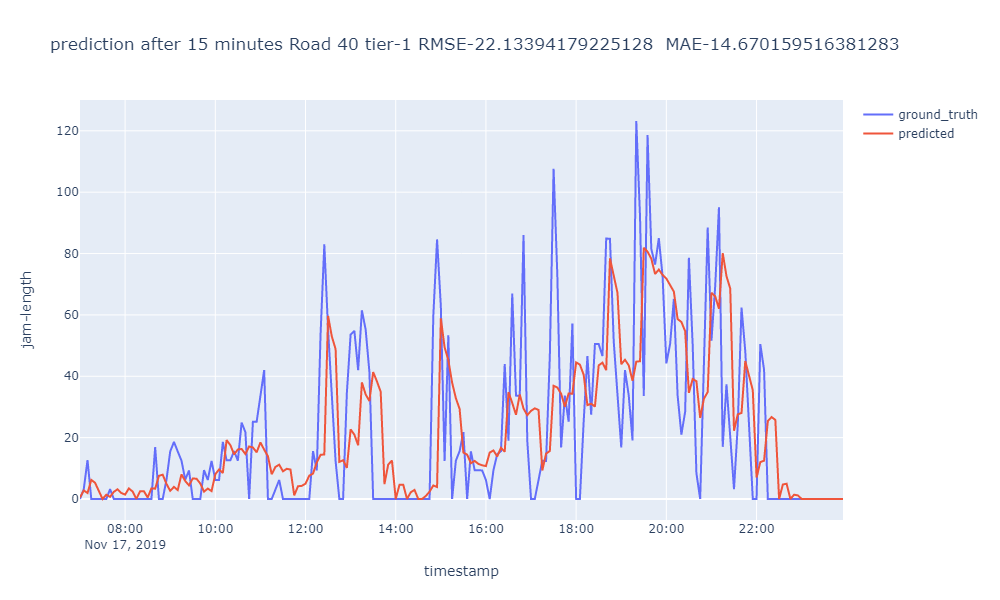 prediction after 15 minutes Road 40 tier-1 RMSE-22.13394179225128  MAE-14.670159516381283
ground_truth
predicted
120
100
80
60
40
20
0
jam-length
08:00 10:00 12:00 14:00 16:00 18:00 20:00 22:00
Nov 17, 2019
timestamp